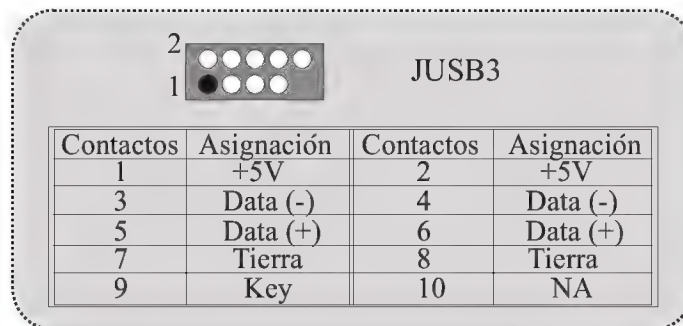 2
1
JUSB3
Contactos Asignación Contactos Asignación
1 +5V 2 +5V
3 Data (-) 4 Data (-)
5 Data (+) 6 Data (+)
7 Tierra 8 Tierra
9 Key 10 NA